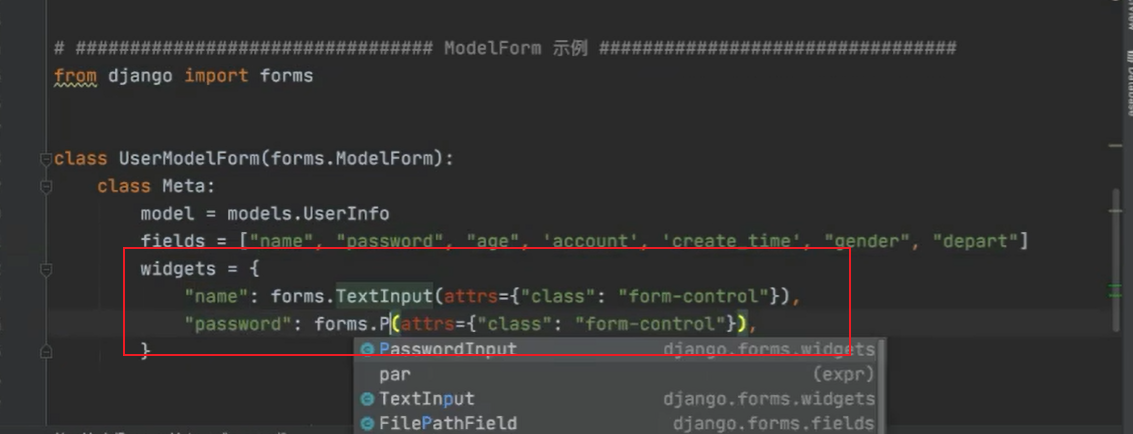 # ################################# ModelForm 示例 #################################
from django import forms
class UserModelForm(forms.ModelForm):
class Meta:
model = models.UserInfo
fields = ["name", "password", "age", 'account', 'create_time', "gender", "depart"]
widgets = {
"name": forms.TextInput(attrs={"class": "form-control"}),
"password": forms.P(attrs={"class": "form-control"}),
}
PasswordInput django.forms.widgets
par (expr)
TextInput django.forms.widgets
FilePathField django.forms.fields
Database